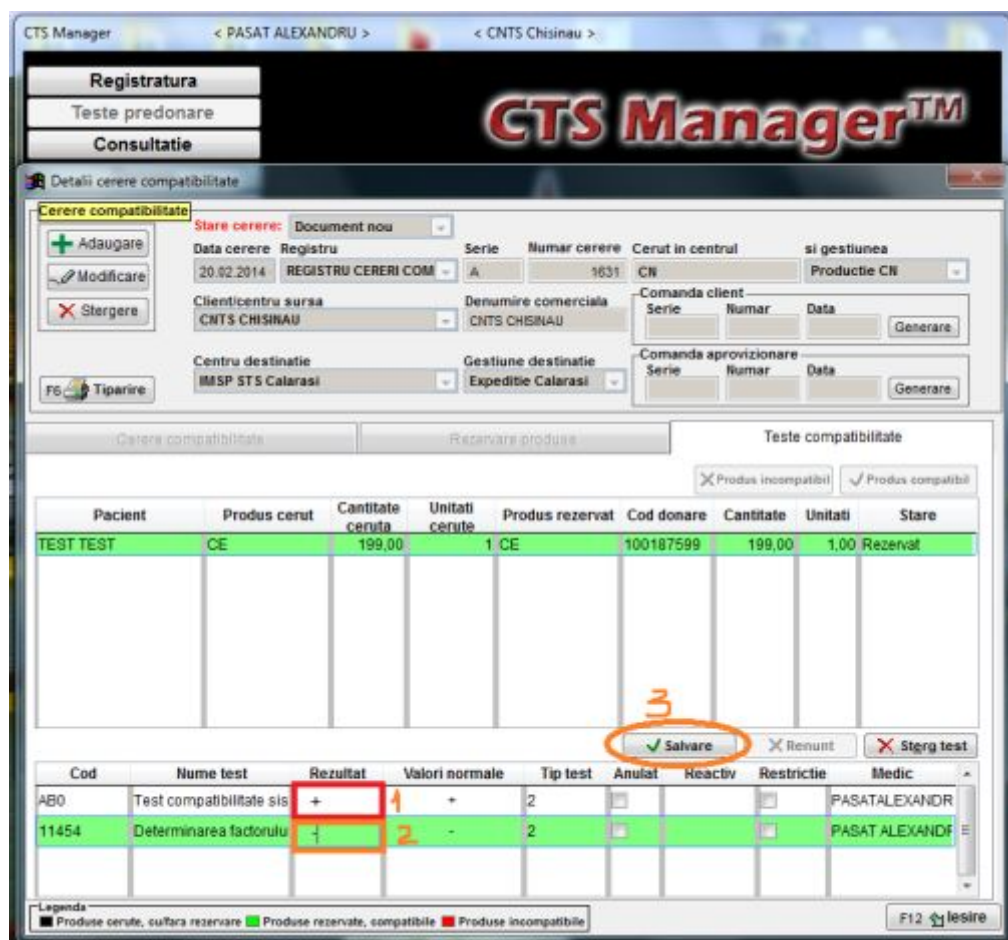 CTS Manager < PASAT ALEXANDRU > < CNTS Chisinau >
Registratura
Teste predonare
Consultatie
CTS Manager™
Detalii cerere compatibilitate
Cerere compatibilitate
Stare cerere: Document nou
Adaugare
Data cerere Registru Serie Numar cerere Cerut in centrul si gestiunea
Modificare
20.02.2014 REGISTRU CERERI COM A 1631 CN Productie CN
Stergere
Clienticentru sursa Denumire comerciala Comanda client
Serie Numar Data
CNTS CHISINAU CNTS CHISINAU
Generare
Centru destinatie Gestiune destinatie Comanda aprovizionare
Serie Numar Data
F6 Tiparire
IMSP STS Calarasi Expeditie Calarasi
Generare
Cerere compatibilitate Rezervare produse Teste compatibilitate
Produs incompatibil Produs compatibil
Pacient Produs cerut Cantitate ceruta Unitati cerute Produs rezervat Cod donare Cantitate Unitati Stare
TEST TEST CE 199,00 1 CE 100187599 199,00 1,00 Rezervat
3
Salvare Renunt Sterg test
Cod Nume test Rezultat Valori normale Tip test Anulat Reactiv Restrictie Medic
AB0 Test compatibilitate sis + 1 + 2 PASATALEXANDR
11454 Determinarea factorulu - 2 - 2 PASAT ALEXANDF
Legenda
Produse cerute, cu/fara rezervare Produse rezervate, compatibile Produse incompatibile
F12 Iesire